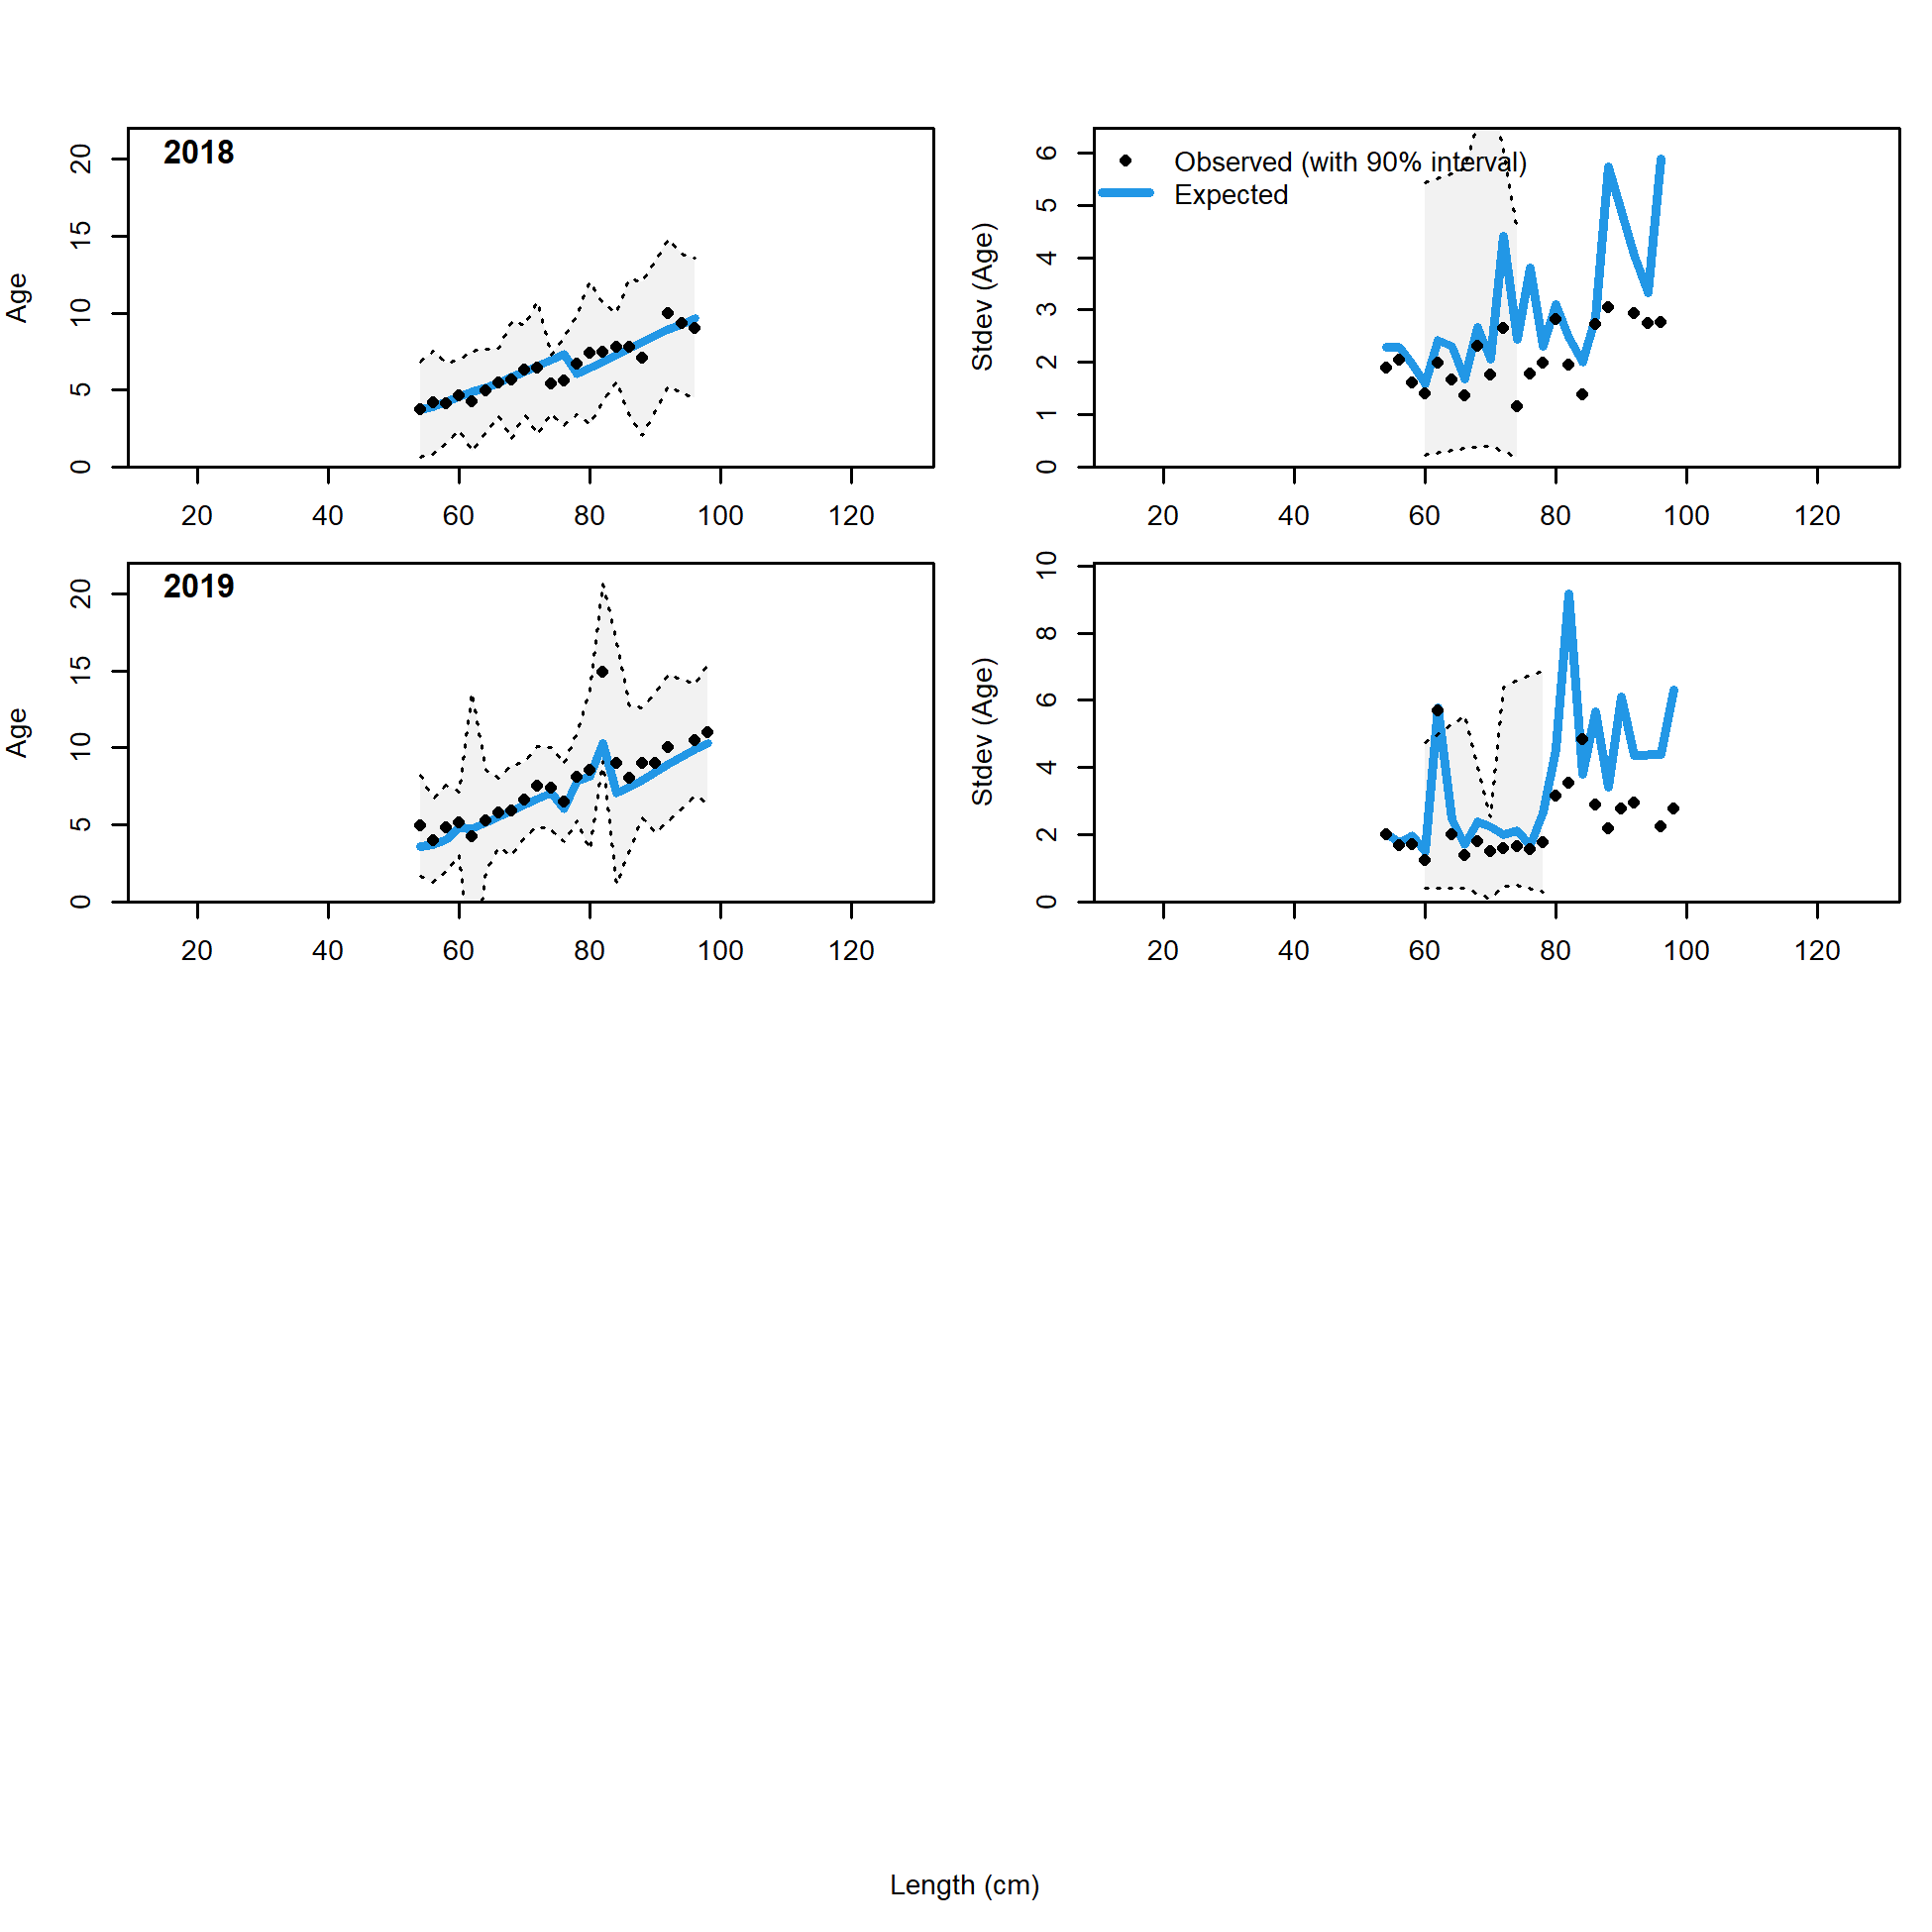 2018
Age
0 5 10 15 20
20 40 60 80 100 120
Observed (with 90% interval)
Expected
Stdev (Age)
0 1 2 3 4 5 6
20 40 60 80 100 120
2019
Age
0 5 10 15 20
20 40 60 80 100 120
Stdev (Age)
0 2 4 6 8 10
20 40 60 80 100 120
Length (cm)